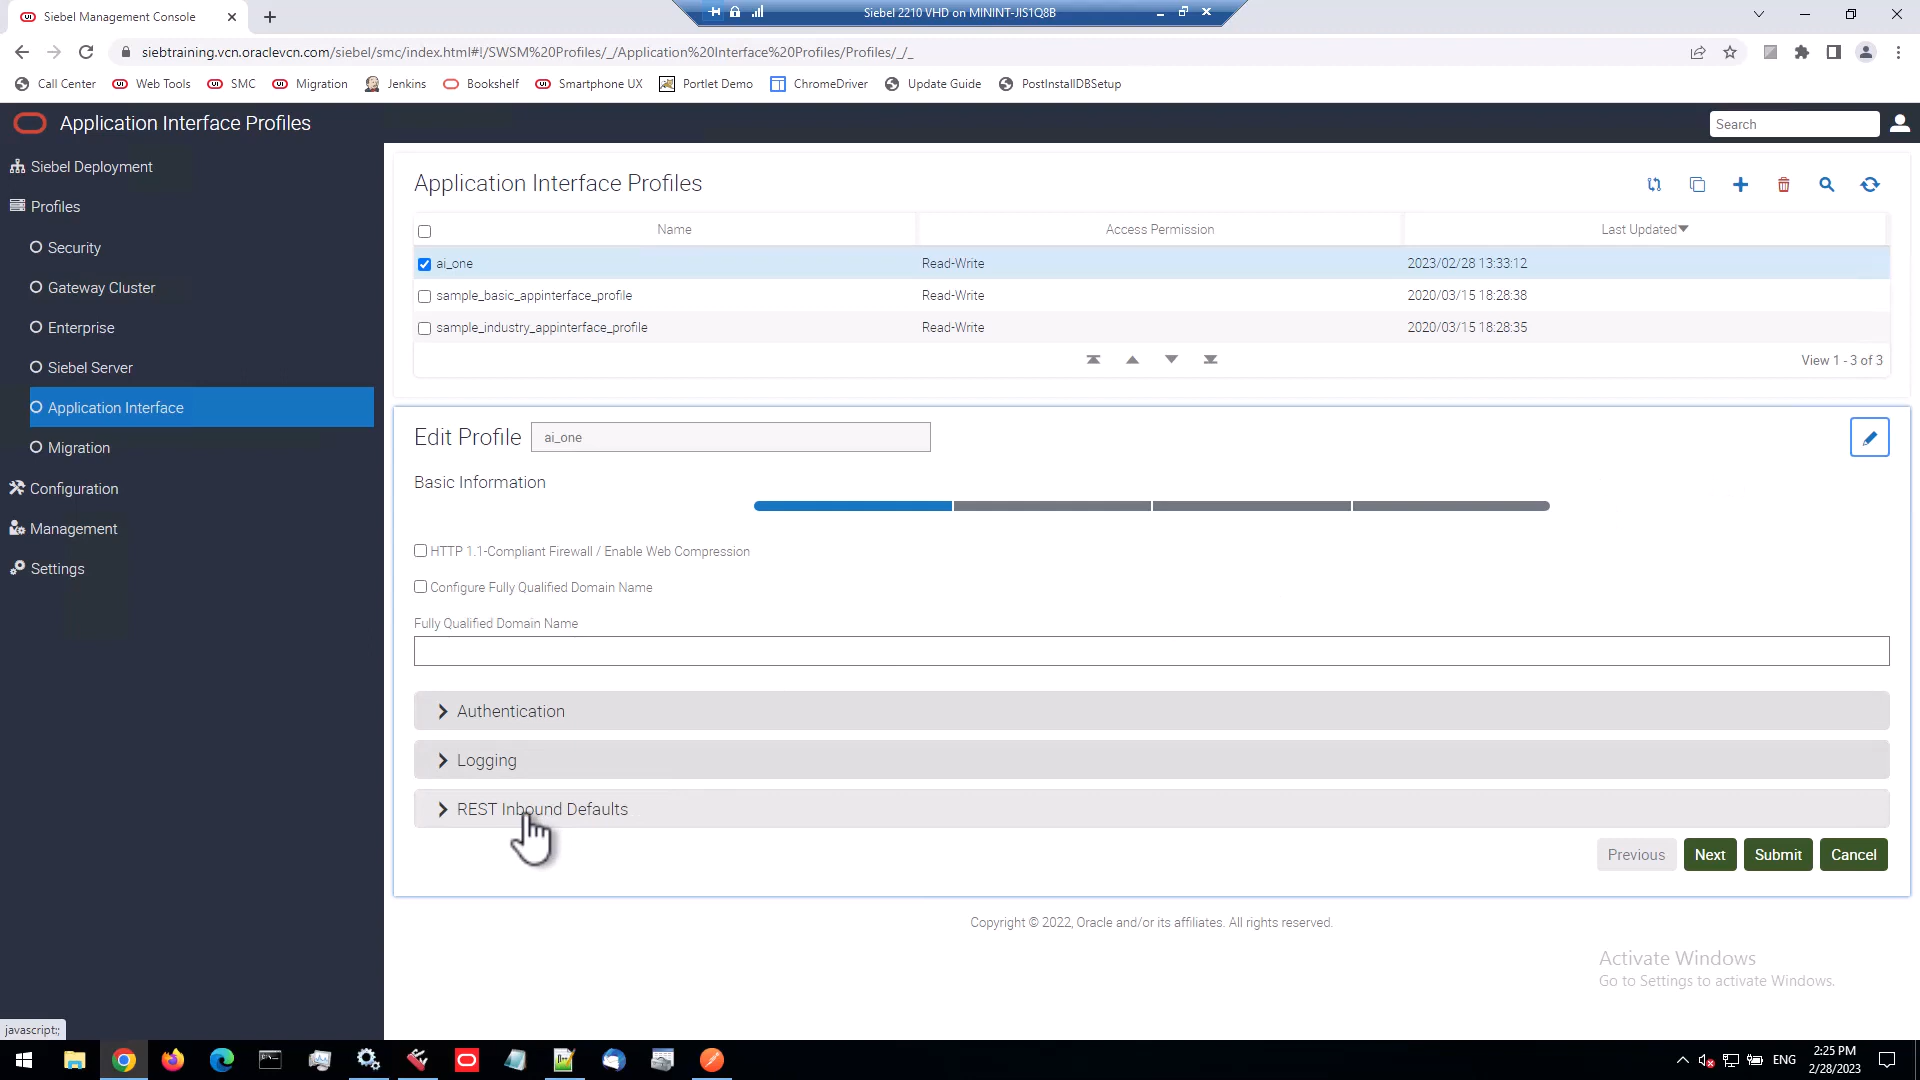 Siebel Management Console
Siebel 2210 VHD on MININT-JIS1Q8B
siebtraining.vcn.oraclevcn.com/siebel/smc/index.html#!/SWSM%20Profiles/_/Application%20Interface%20Profiles/Profiles/_/_
Call Center
Web Tools
SMC
Migration
Jenkins
Bookshelf
Smartphone UX
Portlet Demo
ChromeDriver
Update Guide
PostInstallDBSetup
Application Interface Profiles
Search
Siebel Deployment
Profiles
Security
Gateway Cluster
Enterprise
Siebel Server
Application Interface
Migration
Configuration
Management
Settings
Application Interface Profiles
Name Access Permission Last Updated
ai_one Read-Write 2023/02/28 13:33:12
sample_basic_appinterface_profile Read-Write 2020/03/15 18:28:38
sample_industry_appinterface_profile Read-Write 2020/03/15 18:28:35
View 1 - 3 of 3
Edit Profile ai_one
Basic Information
HTTP 1.1-Compliant Firewall / Enable Web Compression
Configure Fully Qualified Domain Name
Fully Qualified Domain Name
Authentication
Logging
REST Inbound Defaults
Previous Next Submit Cancel
Copyright © 2022, Oracle and/or its affiliates. All rights reserved.
Activate Windows
Go to Settings to activate Windows.
javascript:;
ENG
2:25 PM
2/28/2023